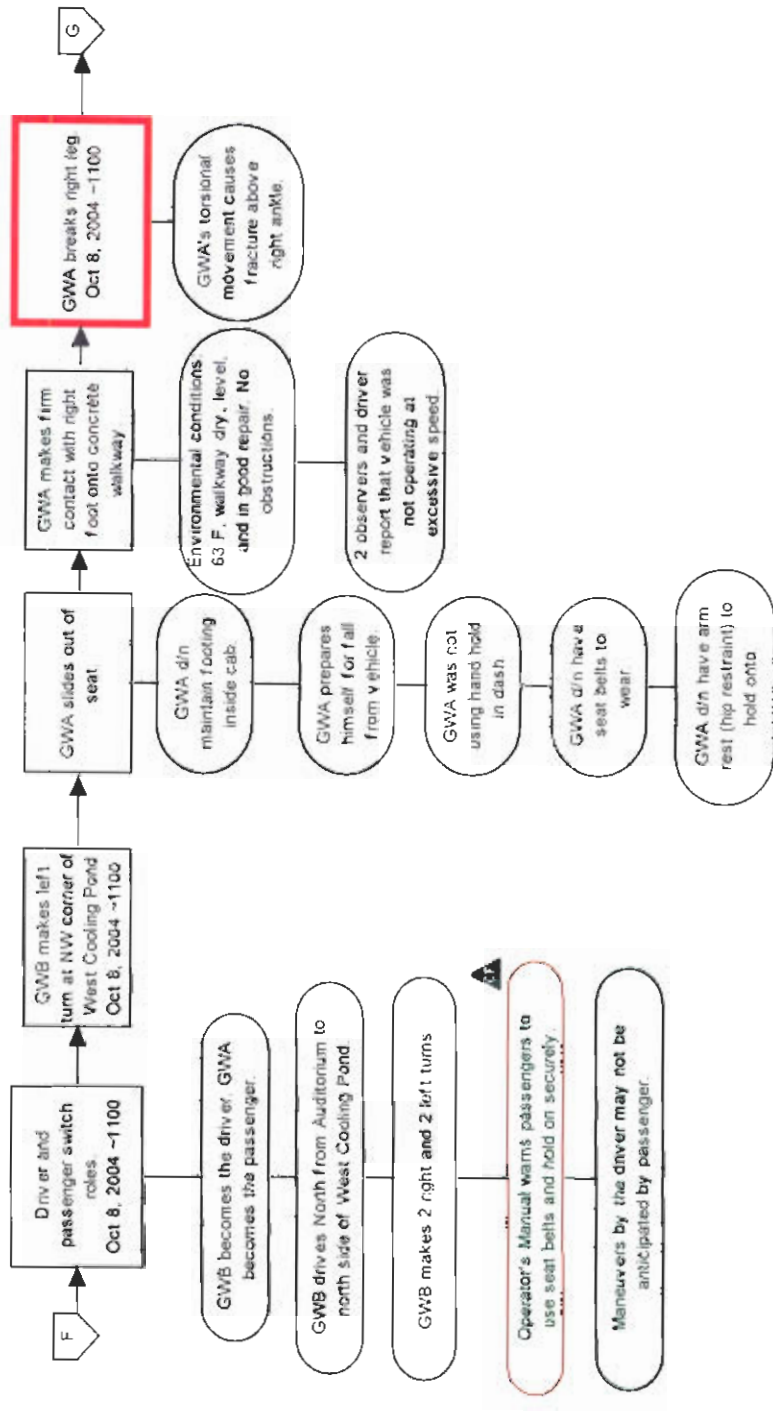 F
Driver and
passenger switch
roles.
Oct 8, 2004 ~1100
GWB becomes the driver, GWA
becomes the passenger.
GWB drives North from Auditorium to
north side of West Cooling Pond.
GWB makes 2 right and 2 left turns
CF
Operator's Manual warns passengers to
use seat belts and hold on securely.
Maneuvers by the driver may not be
anticipated by passenger.
GWB makes left
turn at NW corner of
West Cooling Pond
Oct 8, 2004 ~1100
GWA slides out of
seat
GWA d/n
maintain footing
inside cab.
GWA prepares
himself for fall
from vehicle.
GWA was not
using hand hold
in dash
GWA d/n have
seat belts to
wear.
GWA d/n have arm
rest (hip restraint) to
hold onto
GWA makes firm
contact with right
foot onto concrete
walkway
Environmental conditions
63 F, walkway dry, level,
and in good repair. No
obstructions.
2 observers and driver
report that vehicle was
not operating at
excessive speed.
GWA breaks right leg.
Oct 8, 2004 ~1100
GWA's torsional
movement causes
fracture above
right ankle.
G